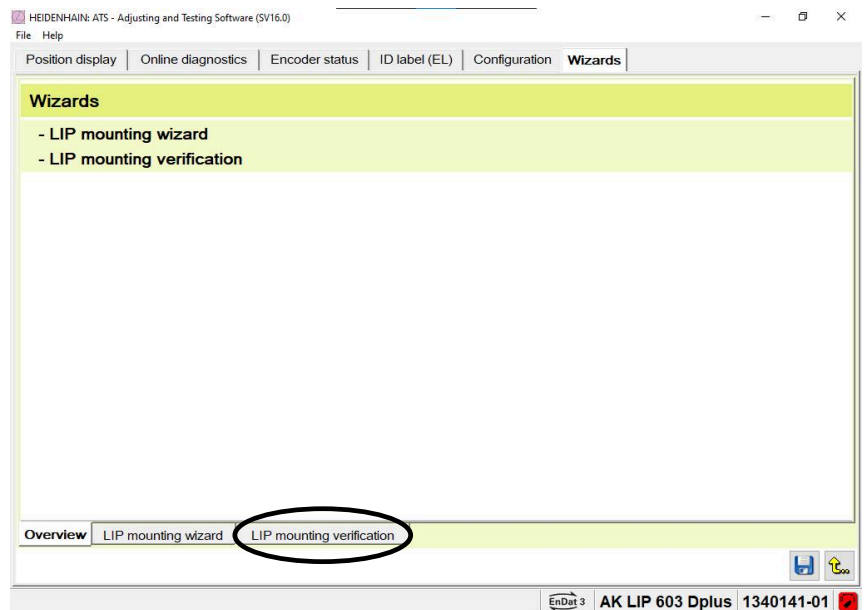 HEIDENHAIN: ATS - Adjusting and Testing Software (SV16.0)
File Help
Position display Online diagnostics Encoder status ID label (EL) Configuration Wizards
Wizards
- LIP mounting wizard
- LIP mounting verification
Overview LIP mounting wizard LIP mounting verification
EnDat 3 AK LIP 603 Dplus 1340141-01